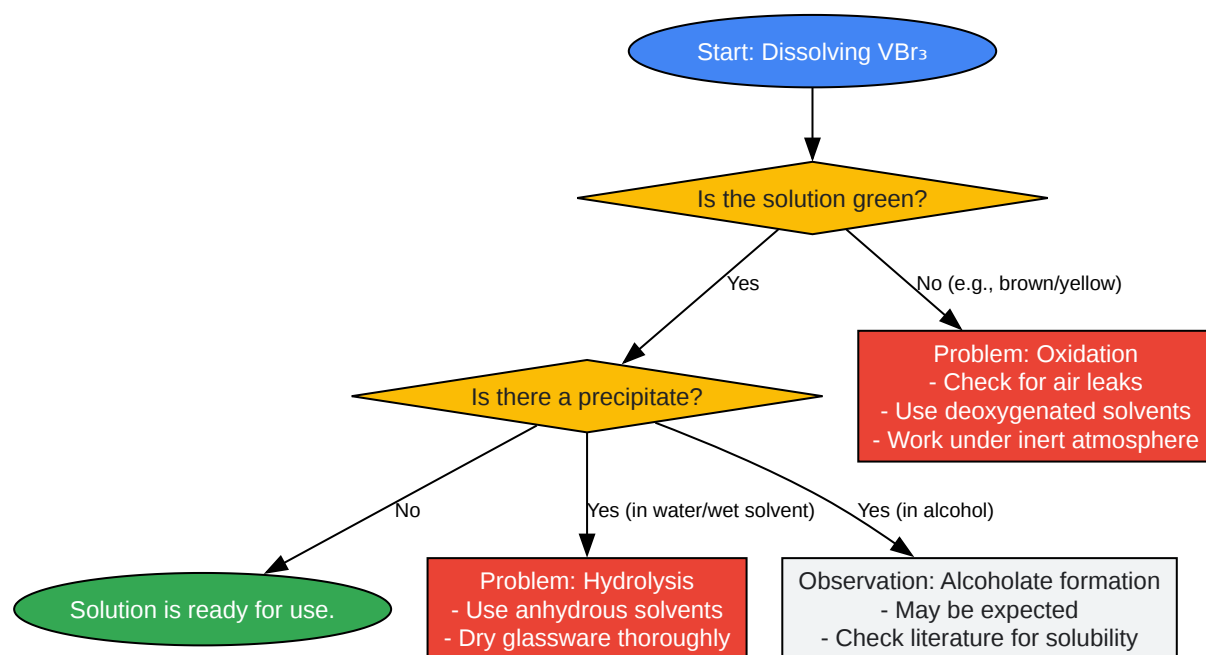 Start: Dissolving VBr₃
Is the solution green?
Yes
No (e.g., brown/yellow)
Problem: Oxidation
- Check for air leaks
- Use deoxygenated solvents
- Work under inert atmosphere
Is there a precipitate?
No
Yes (in water/wet solvent)
Yes (in alcohol)
Solution is ready for use.
Problem: Hydrolysis
- Use anhydrous solvents
- Dry glassware thoroughly
Observation: Alcoholate formation
- May be expected
- Check literature for solubility